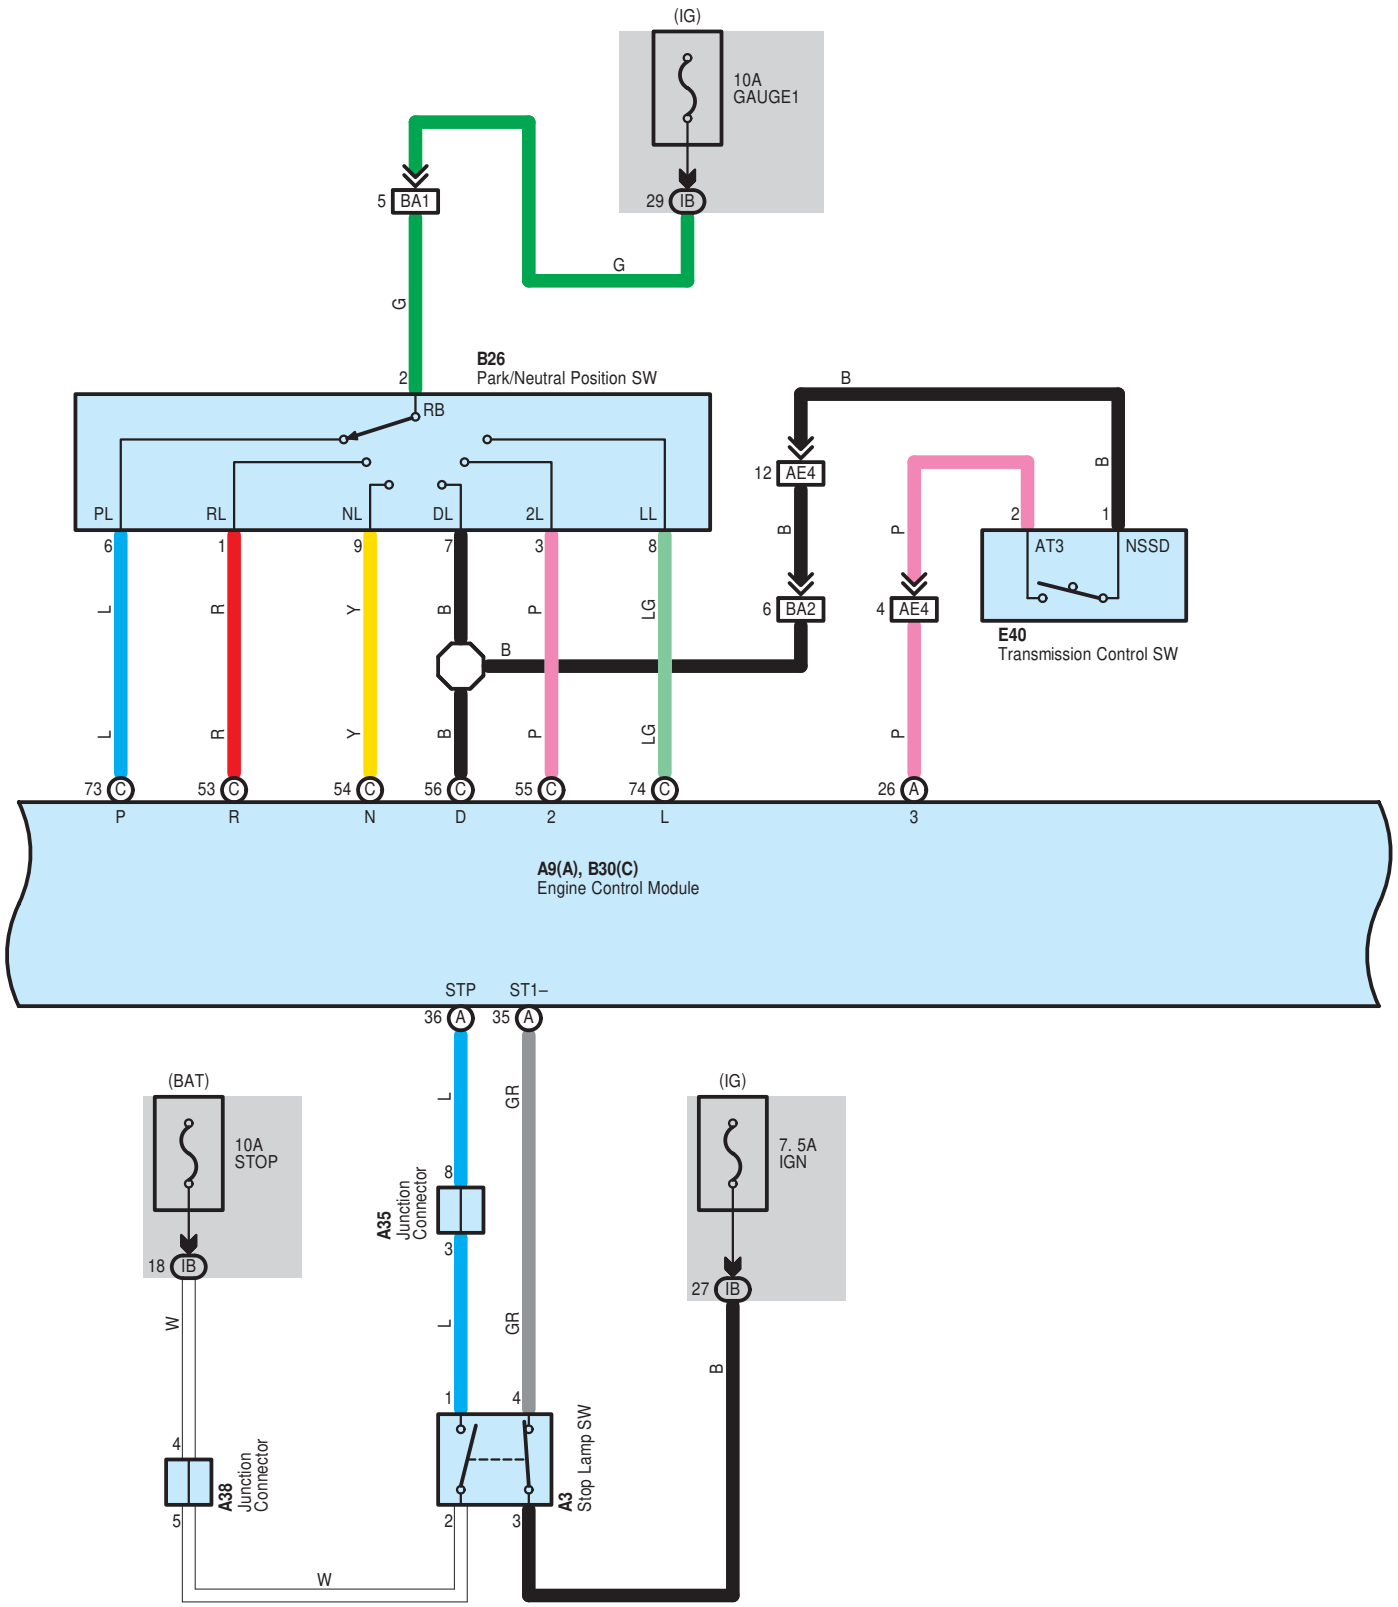 (IG)
10A
GAUGE1
5 BA1
29 IB
G
G
B26
Park/Neutral Position SW
2
RB
B
12 AE4
B
B
P
2
1
PL
RL
NL
DL
2L
LL
AT3
NSSD
6
1
9
7
3
8
L
R
Y
B
P
LG
6 BA2
4 AE4
E40
Transmission Control SW
B
L
R
Y
B
P
LG
P
73 C
53 C
54 C
56 C
55 C
74 C
26 A
P
R
N
D
2
L
3
A9(A), B30(C)
Engine Control Module
STP
ST1–
36 A
35 A
(BAT)
(IG)
L
GR
10A
STOP
7. 5A
IGN
8
A35
Junction
Connector
3
18 IB
27 IB
W
L
GR
B
1
4
4
A38
Junction
Connector
5
A3
Stop Lamp SW
2
3
W